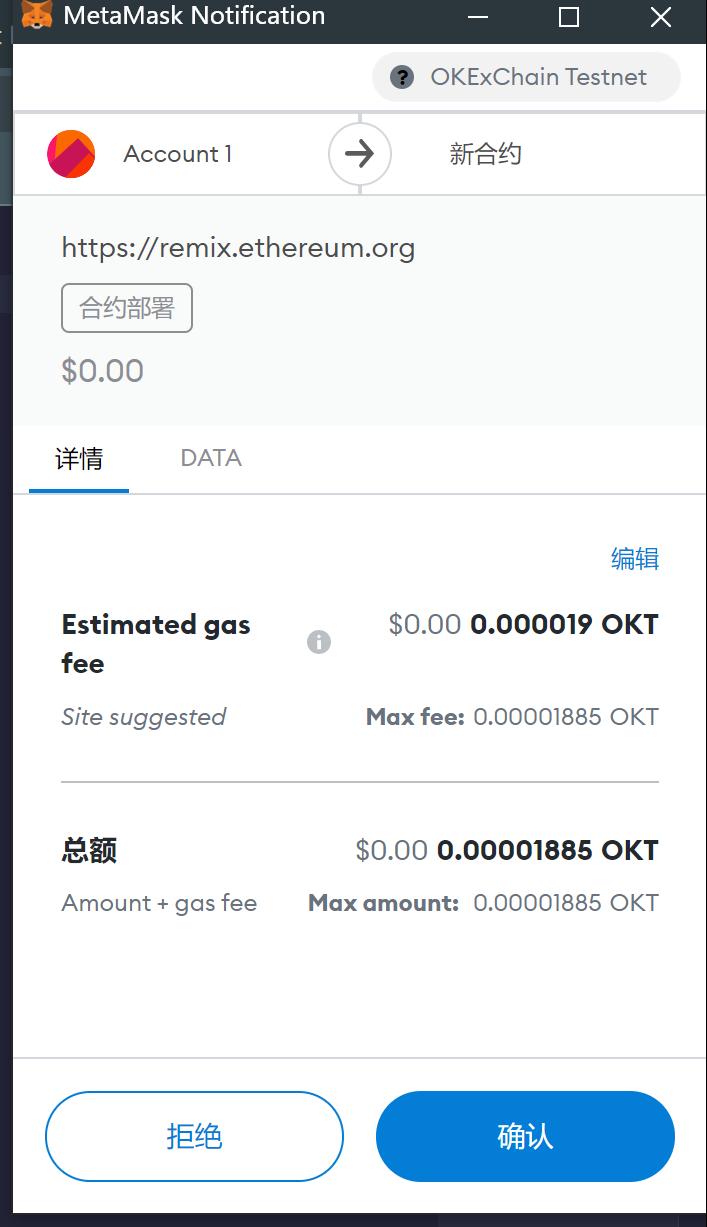 MetaMask Notification
? OKExChain Testnet
Account 1 新合约
https://remix.ethereum.org
合约部署
$0.00
详情 DATA
编辑
Estimated gas fee $0.00 0.000019 OKT
Site suggested Max fee: 0.00001885 OKT
总额 $0.00 0.00001885 OKT
Amount + gas fee Max amount: 0.00001885 OKT
拒绝 确认